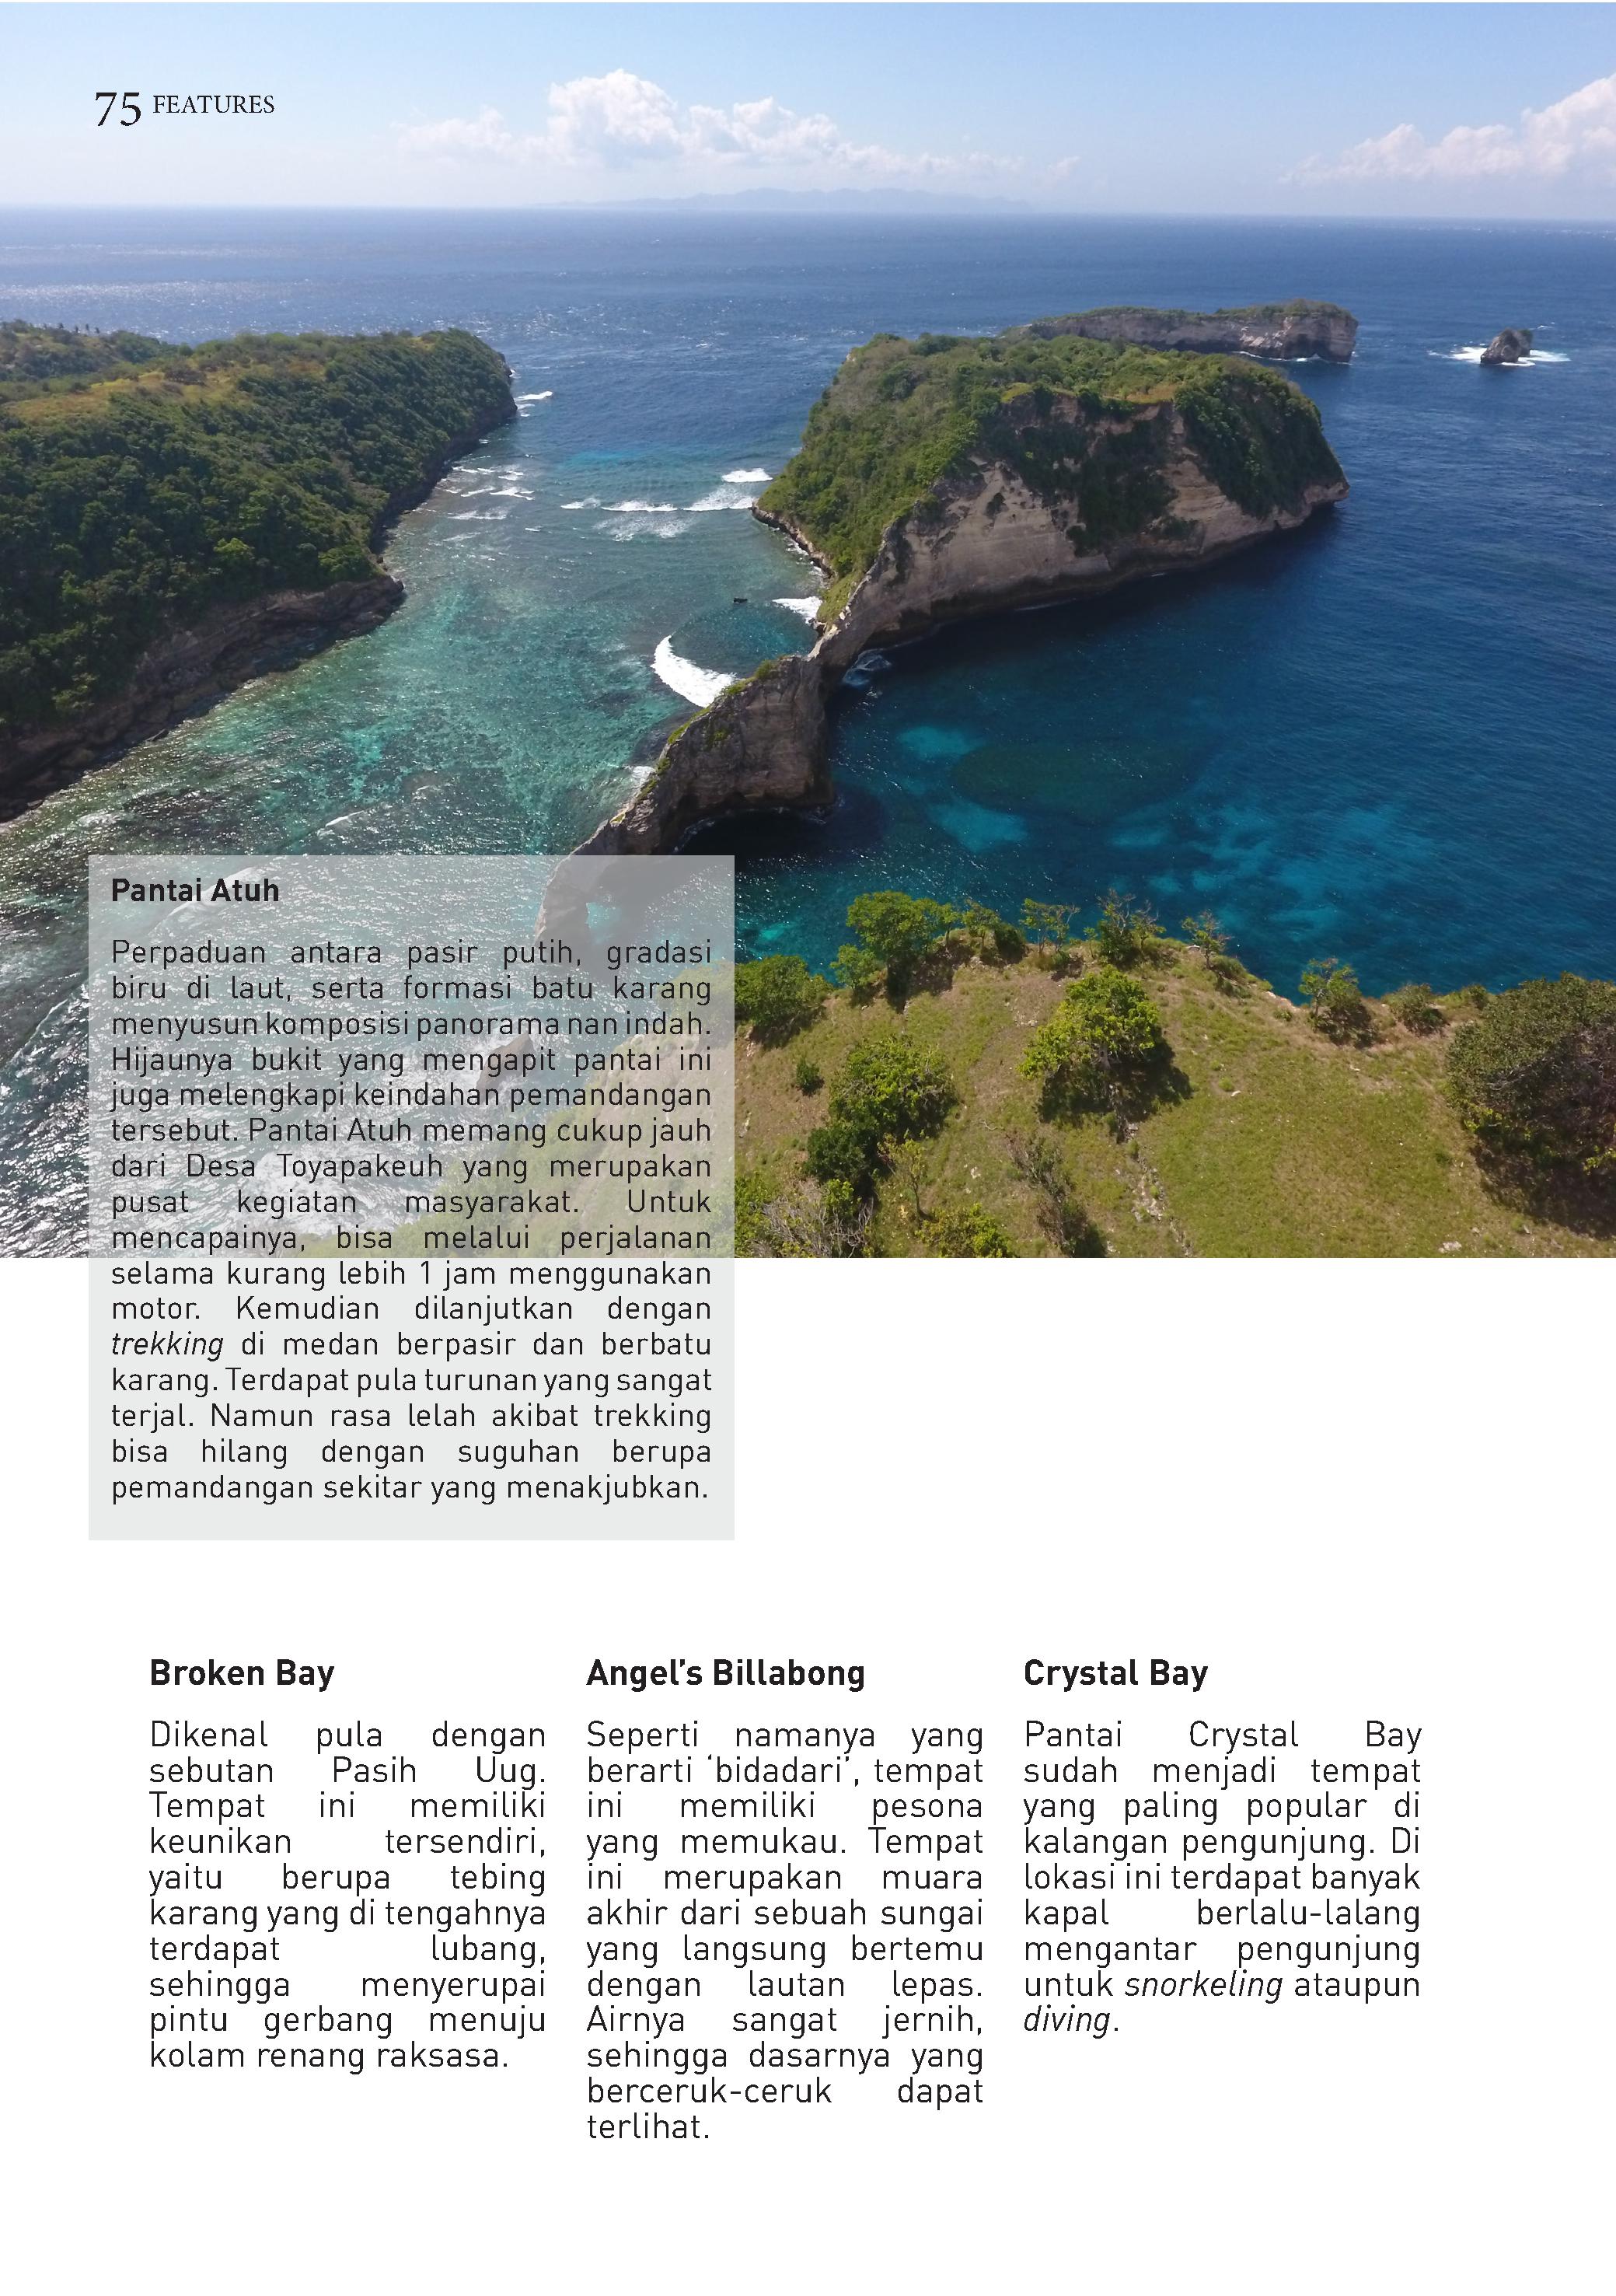 75 FEATURES
Pantai Atuh
Perpaduan antara pasir putih, gradasi
biru di laut, serta formasi batu karang
menyusun komposisi panorama nan indah.
Hijaunya bukit yang mengapit pantai ini
juga melengkapi keindahan pemandangan
tersebut. Pantai Atuh memang cukup jauh
dari Desa Toyapakeuh yang merupakan
pusat kegiatan masyarakat. Untuk
mencapainya, bisa melalui perjalanan
selama kurang lebih 1 jam menggunakan
motor. Kemudian dilanjutkan dengan
trekking di medan berpasir dan berbatu
karang. Terdapat pula turunan yang sangat
terjal. Namun rasa lelah akibat trekking
bisa hilang dengan suguhan berupa
pemandangan sekitar yang menakjubkan.
Broken Bay
Dikenal pula dengan
sebutan Pasih Uug.
Tempat ini memiliki
keunikan tersendiri,
yaitu berupa tebing
karang yang di tengahnya
terdapat lubang,
sehingga menyerupai
pintu gerbang menuju
kolam renang raksasa.
Angel's Billabong
Seperti namanya yang
berarti ‘bidadari’, tempat
ini memiliki pesona
yang memukau. Tempat
ini merupakan muara
akhir dari sebuah sungai
yang langsung bertemu
dengan lautan lepas.
Airnya sangat jernih,
sehingga dasarnya yang
berceruk-ceruk dapat
terlihat.
Crystal Bay
Pantai Crystal Bay
sudah menjadi tempat
yang paling popular di
kalangan pengunjung. Di
lokasi ini terdapat banyak
kapal berlalu-lalang
mengantar pengunjung
untuk snorkeling ataupun
diving.